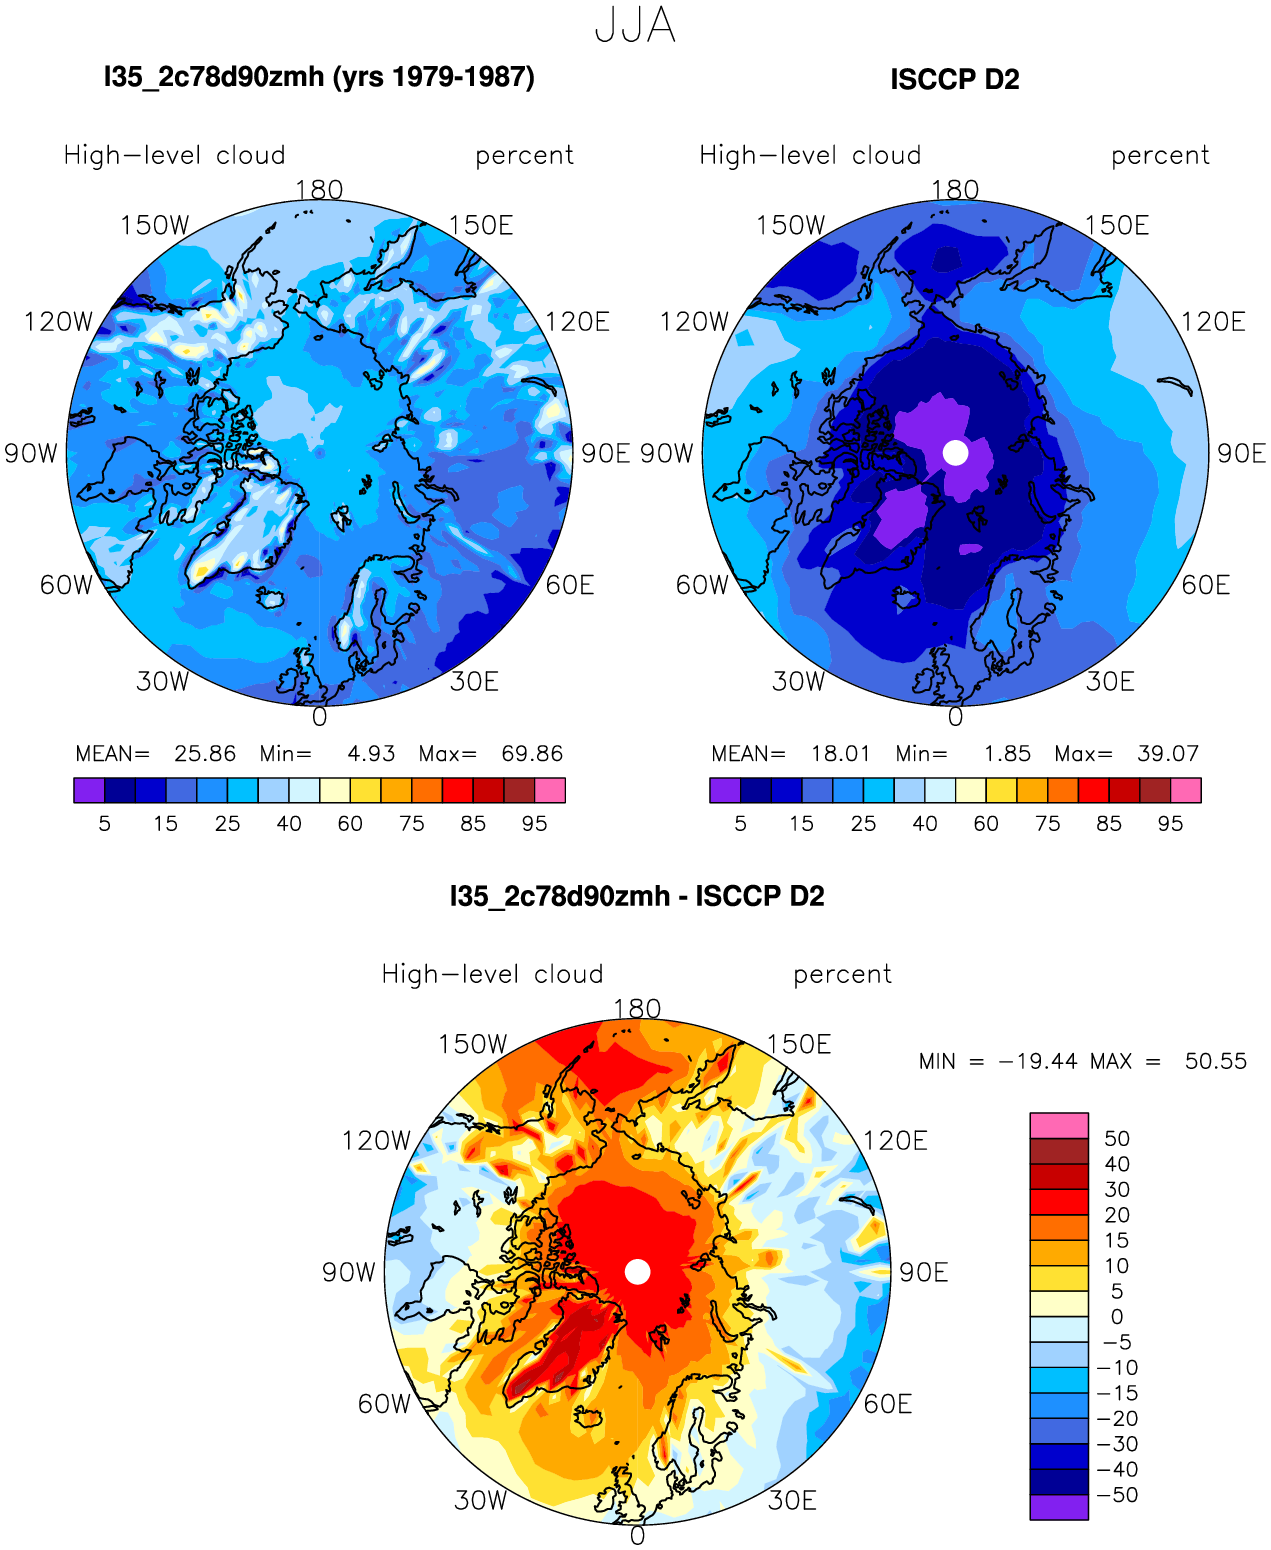 JJA
I35_2c78d90zmh (yrs 1979-1987)
High-level cloud percent
180
150W 150E
120W 120E
90W 90E
60W 60E
30W 30E
0
MEAN= 25.86 Min= 4.93 Max= 69.86
5 15 25 40 60 75 85 95
ISCCP D2
High-level cloud percent
180
150W 150E
120W 120E
90W 90E
60W 60E
30W 30E
0
MEAN= 18.01 Min= 1.85 Max= 39.07
5 15 25 40 60 75 85 95
I35_2c78d90zmh - ISCCP D2
High-level cloud percent
180
150W 150E
120W 120E
90W 90E
60W 60E
30W 30E
0
MIN = -19.44 MAX = 50.55
50
40
30
20
15
10
5
0
-5
-10
-15
-20
-30
-40
-50